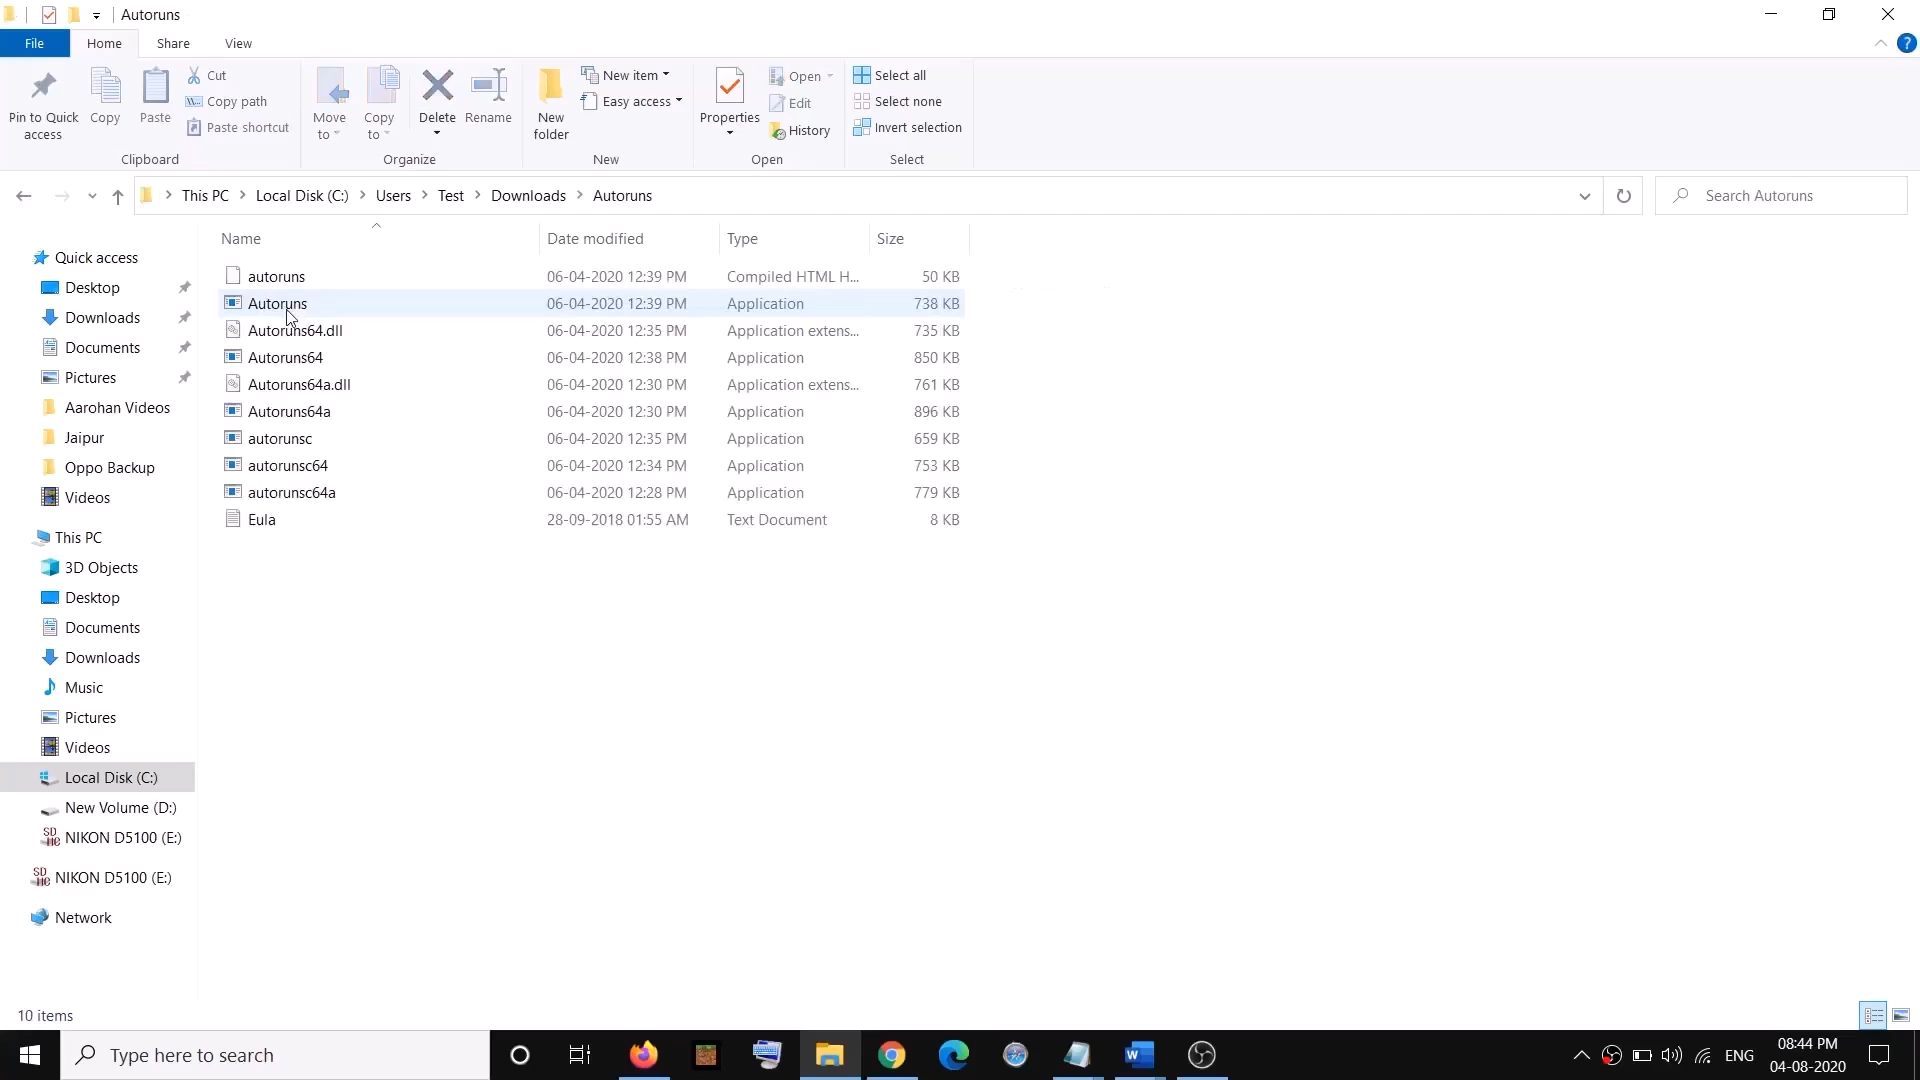 Autoruns
File Home Share View
Pin to Quick access
Copy
Paste
Cut
Copy path
Paste shortcut
Clipboard
Move to
Copy to
Delete
Rename
Organize
New folder
New item
Easy access
New
Properties
Open
Edit
History
Open
Select all
Select none
Invert selection
Select
This PC Local Disk (C:) Users Test Downloads Autoruns
Search Autoruns
Quick access
Desktop
Downloads
Documents
Pictures
Aarohan Videos
Jaipur
Oppo Backup
Videos
This PC
3D Objects
Desktop
Documents
Downloads
Music
Pictures
Videos
Local Disk (C:)
New Volume (D:)
NIKON D5100 (E:)
NIKON D5100 (E:)
Network
Name Date modified Type Size
autoruns 06-04-2020 12:39 PM Compiled HTML H... 50 KB
Autoruns 06-04-2020 12:39 PM Application 738 KB
Autoruns64.dll 06-04-2020 12:35 PM Application extens... 735 KB
Autoruns64 06-04-2020 12:38 PM Application 850 KB
Autoruns64a.dll 06-04-2020 12:30 PM Application extens... 761 KB
Autoruns64a 06-04-2020 12:30 PM Application 896 KB
autorunsc 06-04-2020 12:35 PM Application 659 KB
autorunsc64 06-04-2020 12:34 PM Application 753 KB
autorunsc64a 06-04-2020 12:28 PM Application 779 KB
Eula 28-09-2018 01:55 AM Text Document 8 KB
10 items
Type here to search
ENG
08:44 PM
04-08-2020